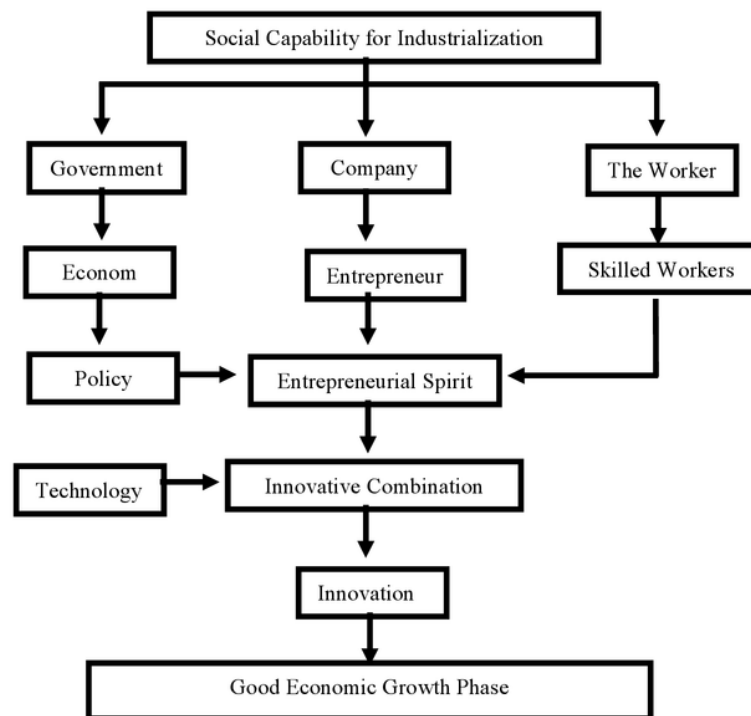 Social Capability for Industrialization
Government
Company
The Worker
Econom
Entrepreneur
Skilled Workers
Policy
Entrepreneurial Spirit
Technology
Innovative Combination
Innovation
Good Economic Growth Phase